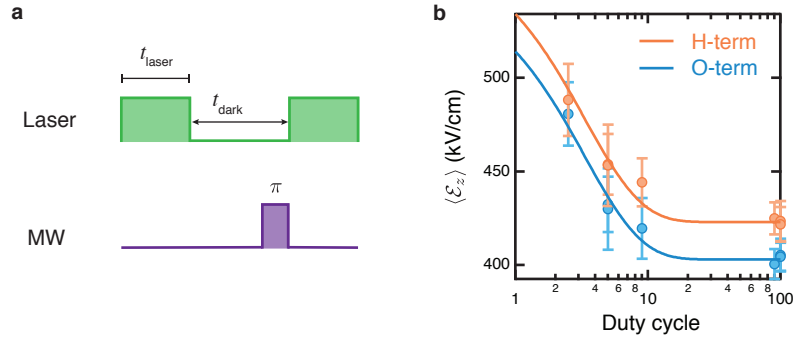 a
t_laser
t_dark
Laser
π
MW
b
H-term
O-term
500
450
400
⟨ℰ_z⟩ (kV/cm)
1 2 4 6 8 10 2 4 6 8 100
Duty cycle